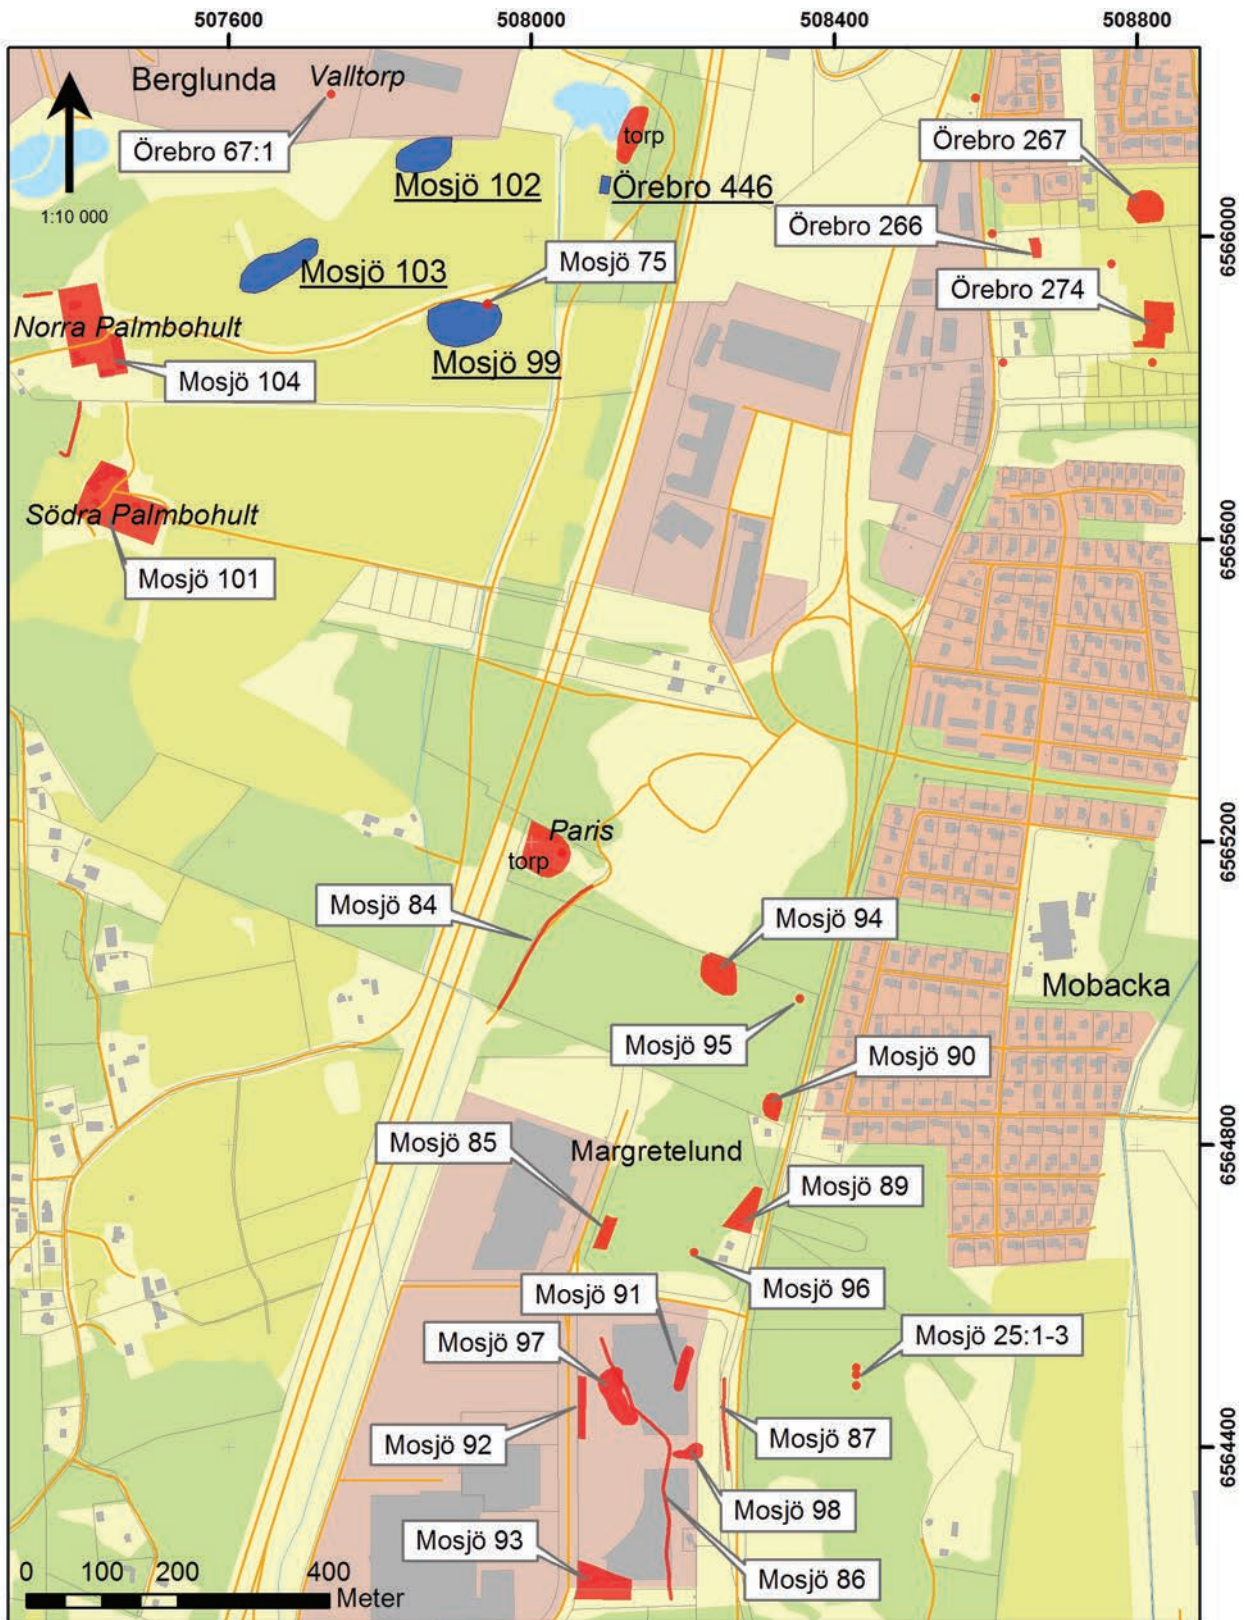 507600
508000
508400
508800
Berglunda
Valltorp
torp
Örebro 67:1
Örebro 267
Mosjö 102
Örebro 446
1:10 000
Örebro 266
6566000
Mosjö 103
Mosjö 75
Örebro 274
Norra Palmbohult
Mosjö 99
Mosjö 104
Södra Palmbohult
6565600
Mosjö 101
Paris
torp
6565200
Mosjö 84
Mosjö 94
Mobacka
Mosjö 95
Mosjö 90
Mosjö 85
Margretelund
6564800
Mosjö 89
Mosjö 96
Mosjö 91
Mosjö 97
Mosjö 25:1-3
Mosjö 92
Mosjö 87
6564400
Mosjö 98
Mosjö 93
Mosjö 86
0 100 200 400
Meter